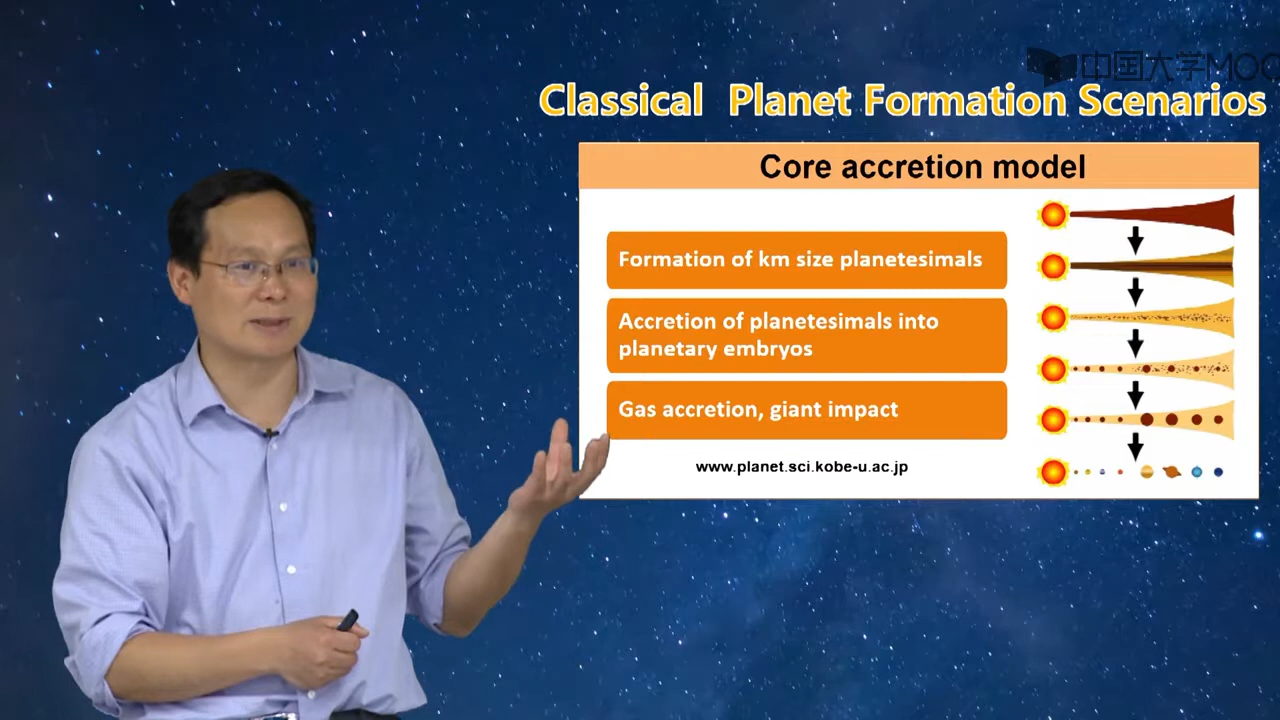 中国大学MOO
Classical Planet Formation Scenarios
Core accretion model
Formation of km size planetesimals
Accretion of planetesimals into
planetary embryos
Gas accretion, giant impact
www.planet.sci.kobe-u.ac.jp